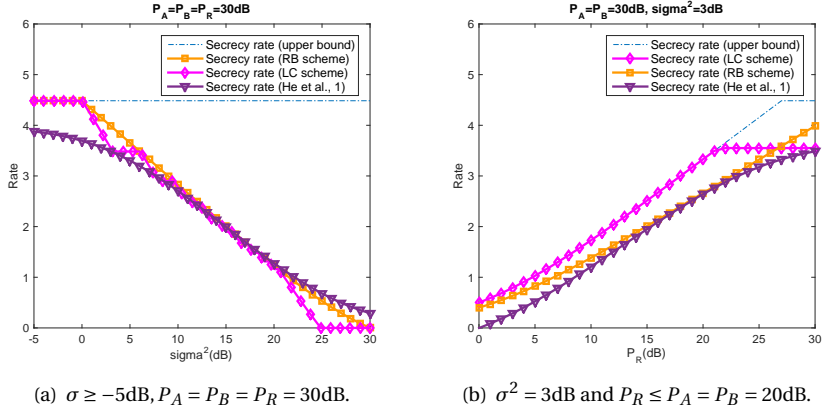 P_A=P_B=P_R=30dB
6
5
4
3
2
1
0
Rate
-5
0
5
10
15
20
25
30
sigma^2(dB)
Secrecy rate (upper bound)
Secrecy rate (RB scheme)
Secrecy rate (LC scheme)
Secrecy rate (He et al., 1)
(a) σ ≥ −5dB, P_A = P_B = P_R = 30dB.
P_A=P_B=30dB, sigma^2=3dB
6
5
4
3
2
1
0
Rate
0
5
10
15
20
25
30
P_R(dB)
Secrecy rate (upper bound)
Secrecy rate (LC scheme)
Secrecy rate (RB scheme)
Secrecy rate (He et al., 1)
(b) σ² = 3dB and P_R ≤ P_A = P_B = 20dB.